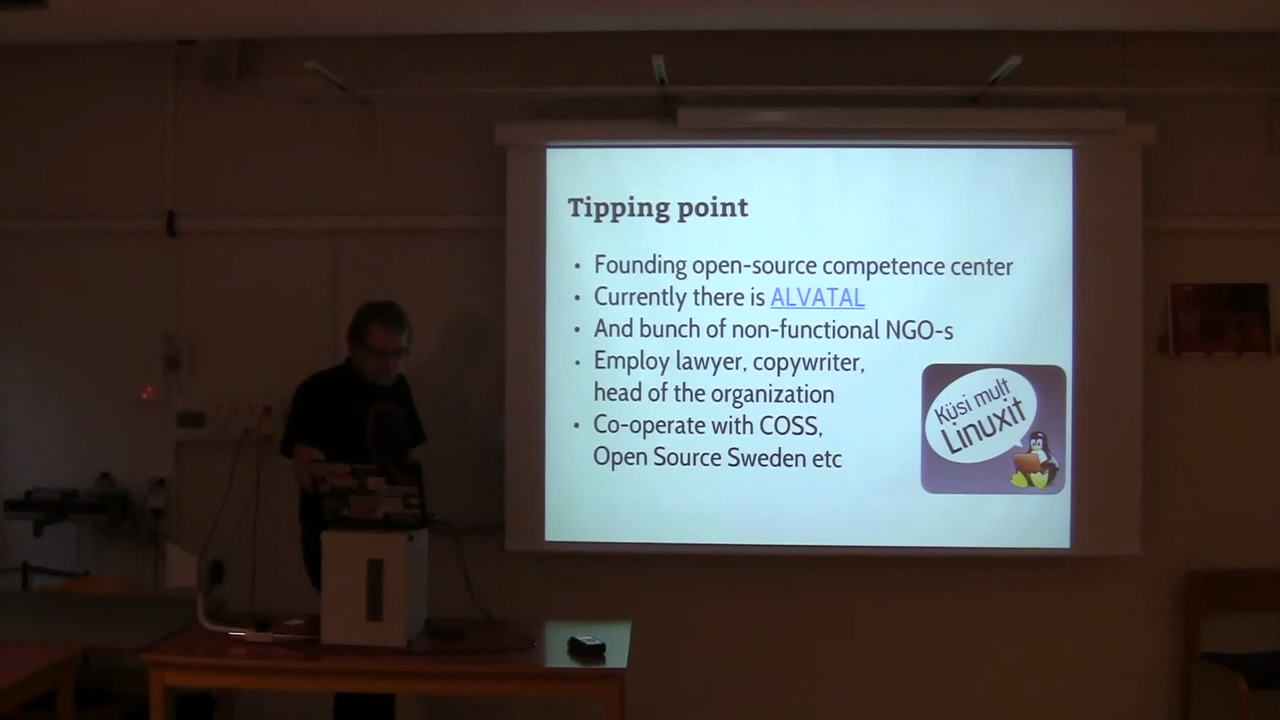 Tipping point
• Founding open-source competence center
• Currently there is ALVATAL
• And bunch of non-functional NGO-s
• Employ lawyer, copywriter,
head of the organization
• Co-operate with COSS,
Open Source Sweden etc
Küsi mult
Linuxit